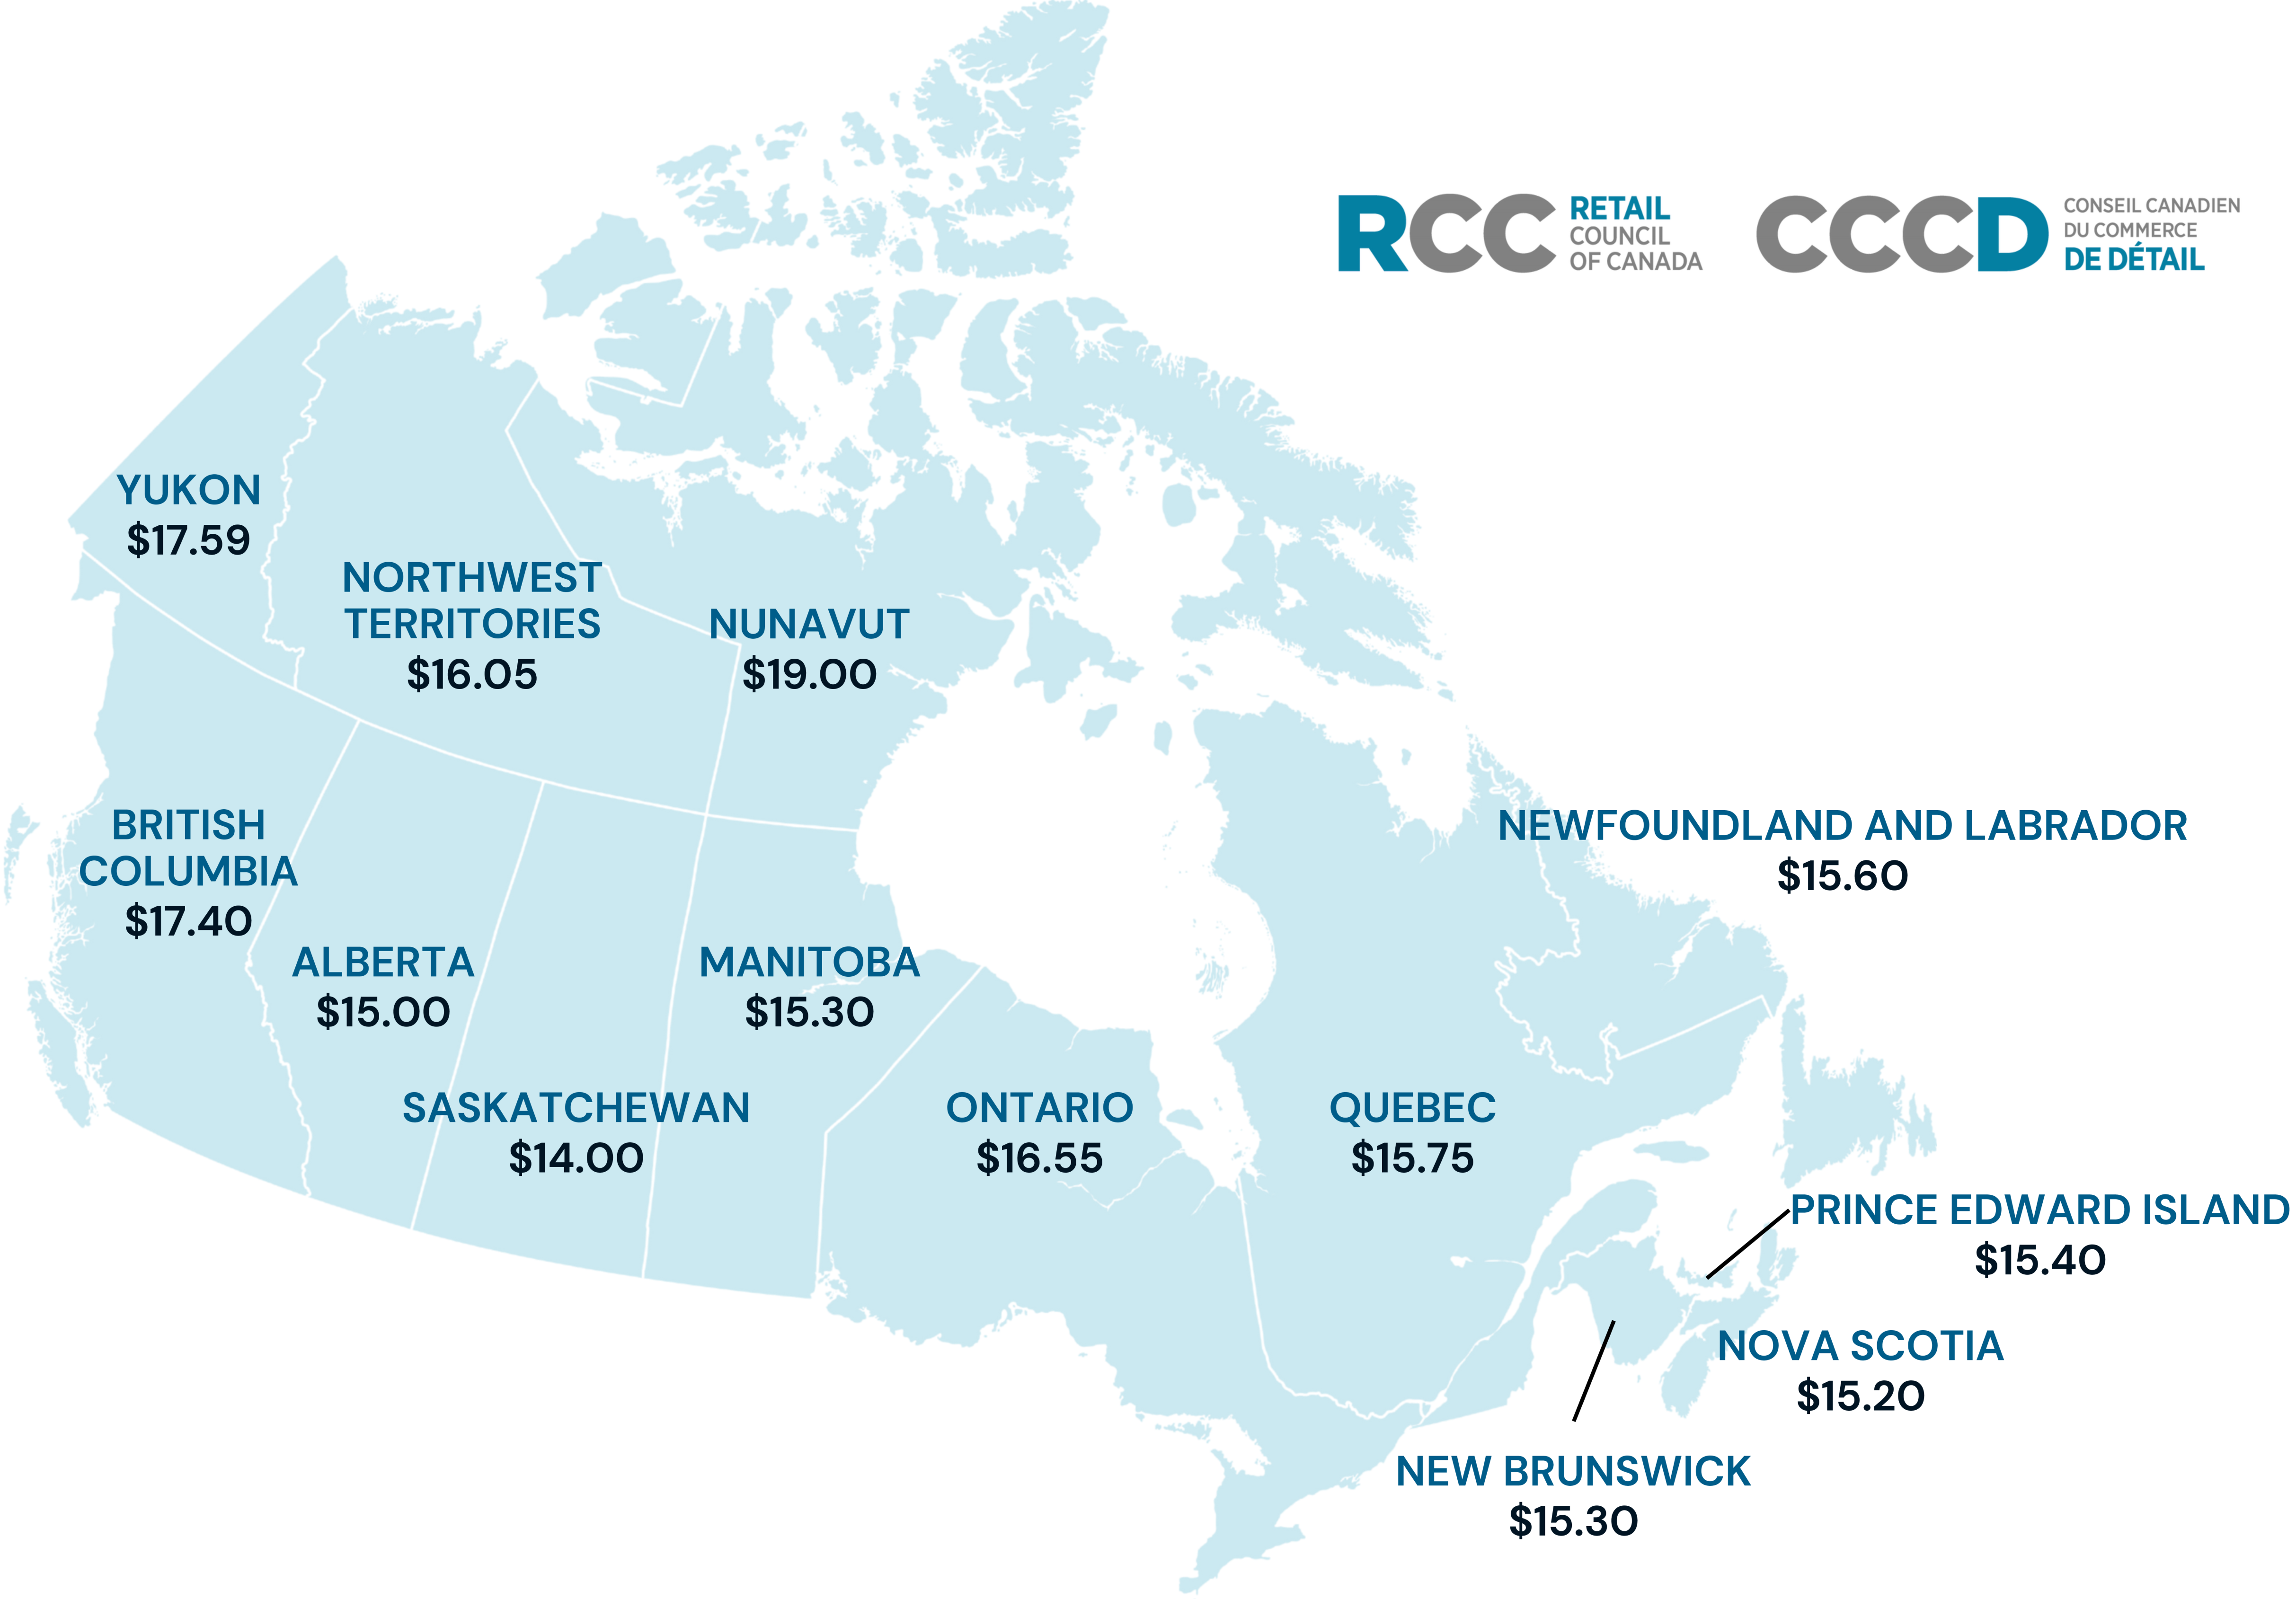 RCC
RETAIL
COUNCIL
OF CANADA
CCCD
CONSEIL CANADIEN
DU COMMERCE
DE DÉTAIL
YUKON
$17.59
NORTHWEST
TERRITORIES
$16.05
NUNAVUT
$19.00
BRITISH
COLUMBIA
$17.40
ALBERTA
$15.00
SASKATCHEWAN
$14.00
MANITOBA
$15.30
ONTARIO
$16.55
QUEBEC
$15.75
NEWFOUNDLAND AND LABRADOR
$15.60
PRINCE EDWARD ISLAND
$15.40
NOVA SCOTIA
$15.20
NEW BRUNSWICK
$15.30